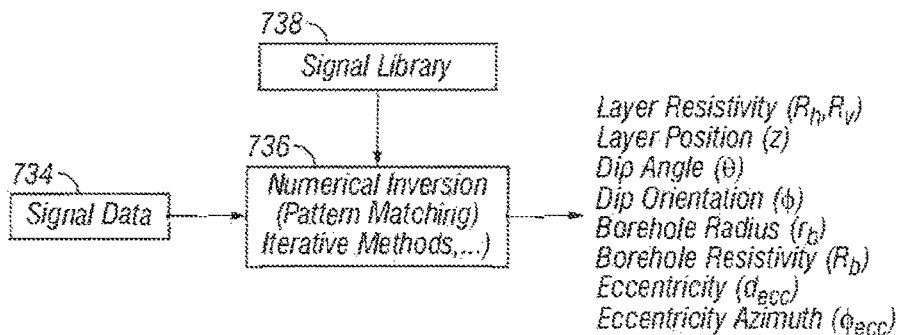 738
Signal Library
734
Signal Data
736
Numerical Inversion
(Pattern Matching)
Iterative Methods,...)
Layer Resistivity (Rh,Rv)
Layer Position (z)
Dip Angle (θ)
Dip Orientation (ϕ)
Borehole Radius (rb)
Borehole Resistivity (Rb)
Eccentricity (decc)
Eccentricity Azimuth (ϕecc)